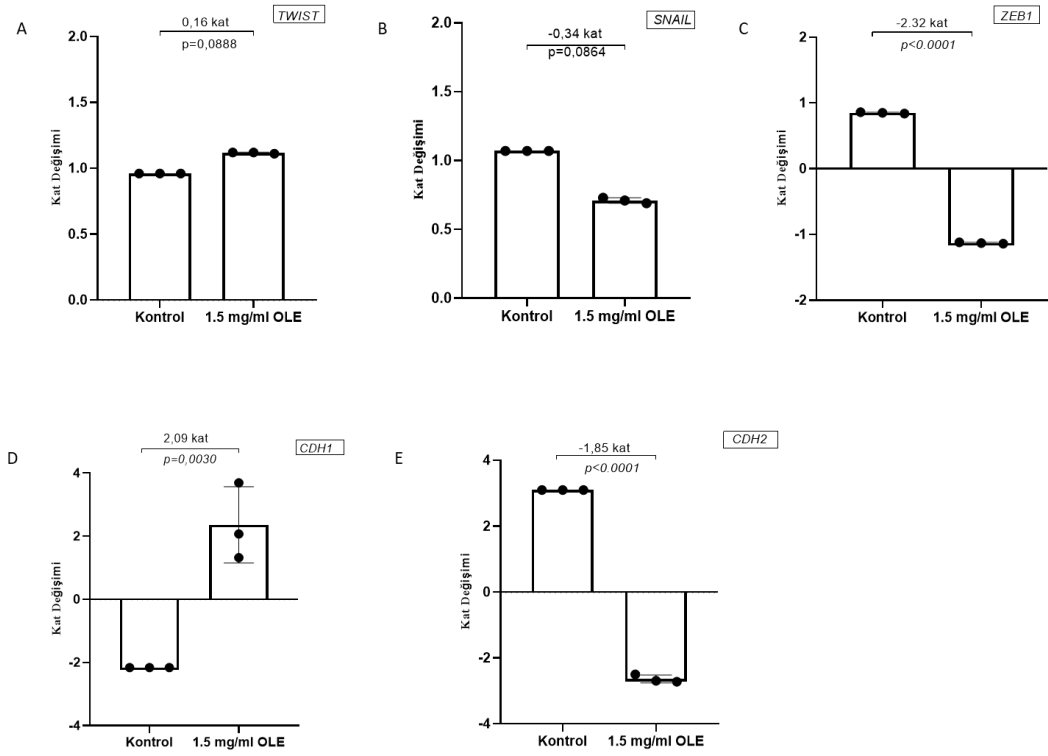 A
0,16 kat
p=0,0888
TWIST
Kat Değişimi
2.0
1.5
1.0
0.5
0.0
Kontrol
1.5 mg/ml OLE
B
-0,34 kat
p=0,0864
SNAIL
Kat Değişimi
2.0
1.5
1.0
0.5
0.0
Kontrol
1.5 mg/ml OLE
C
-2.32 kat
p<0.0001
ZEB1
Kat Değişimi
2
1
0
-1
-2
Kontrol
1.5 mg/ml OLE
D
2,09 kat
p=0,0030
CDH1
Kat Değişimi
4
2
0
-2
-4
Kontrol
1.5 mg/ml OLE
E
-1,85 kat
p<0.0001
CDH2
Kat Değişimi
4
2
0
-2
-4
Kontrol
1.5 mg/ml OLE